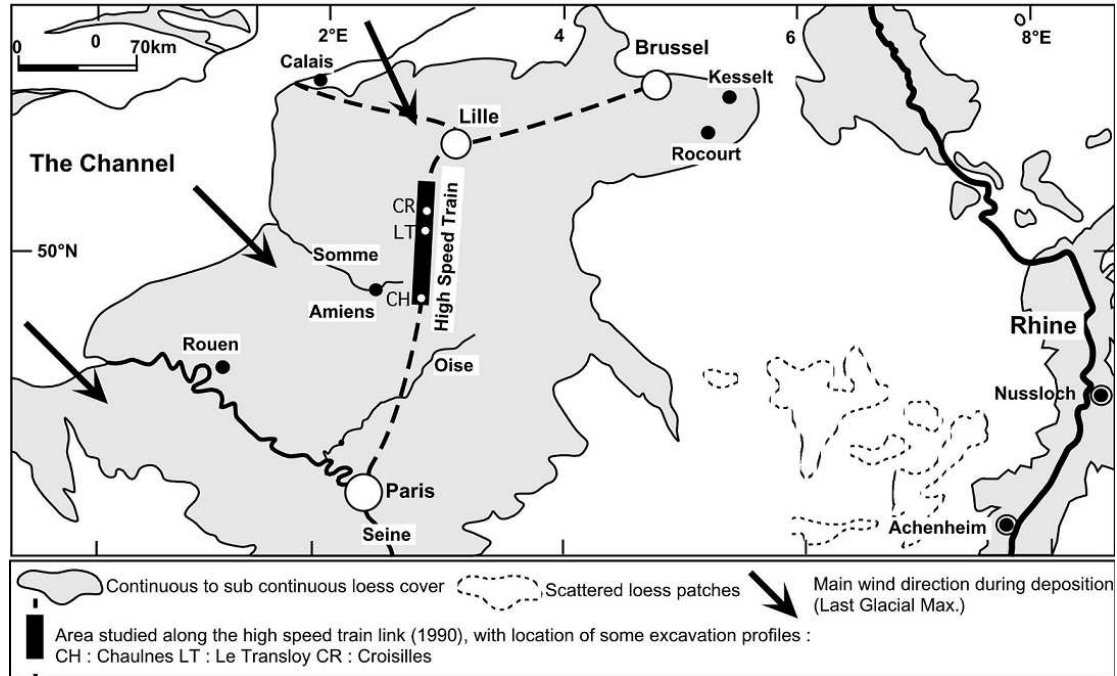 0 0 70km
2°E
4
6
8°E
Calais
Brussel
Kesselt
Lille
Rocourt
The Channel
CR
LT
High Speed Train
50°N
Somme
CH
Amiens
Rhine
Rouen
Oise
Nussloch
Paris
Seine
Achenheim
Continuous to sub continuous loess cover
Scattered loess patches
Main wind direction during deposition
(Last Glacial Max.)
Area studied along the high speed train link (1990), with location of some excavation profiles :
CH : Chaulnes LT : Le Transloy CR : Croisilles